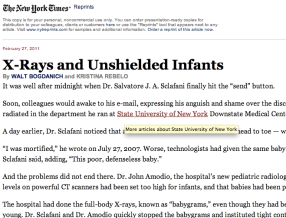 The New York Times Reprints
This copy is for your personal, noncommercial use only. You can order presentation-ready copies for
distribution to your colleagues, clients or customers here or use the "Reprints" tool that appears next to any
article. Visit www.nytreprints.com for samples and additional information. Order a reprint of this article now.
February 27, 2011
X-Rays and Unshielded Infants
By WALT BOGDANICH and KRISTINA REBELO
It was well after midnight when Dr. Salvatore J. A. Sclafani finally hit the "send" button.
Soon, colleagues would awake to his e-mail, expressing his anguish and shame over the disc
radiated in the department he ran at State University of New York Downstate Medical Cent
A day earlier, Dr. Sclafani noticed that a
More articles about State University of New York
head to toe —
"I was mortified," he wrote on July 27, 2007. Worse, technologists had given the same baby
Sclafani said, adding, "This poor, defenseless baby."
And the problems did not end there. Dr. John Amodio, the hospital's new pediatric radiolog
levels on powerful CT scanners had been set too high for infants, and that babies had been p
The hospital had done the full-body X-rays, known as "babygrams," even though they had b
young. Dr. Sclafani and Dr. Amodio quickly stopped the babygrams and instituted tight cont